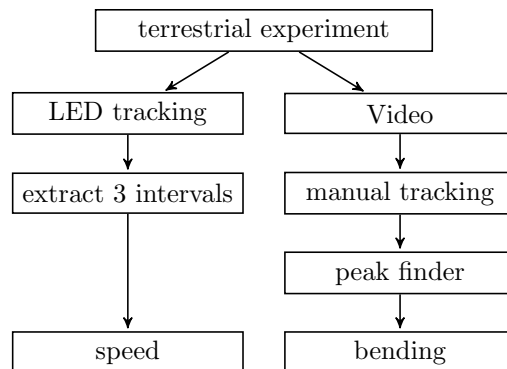 terrestrial experiment
LED tracking
Video
extract 3 intervals
manual tracking
peak finder
speed
bending